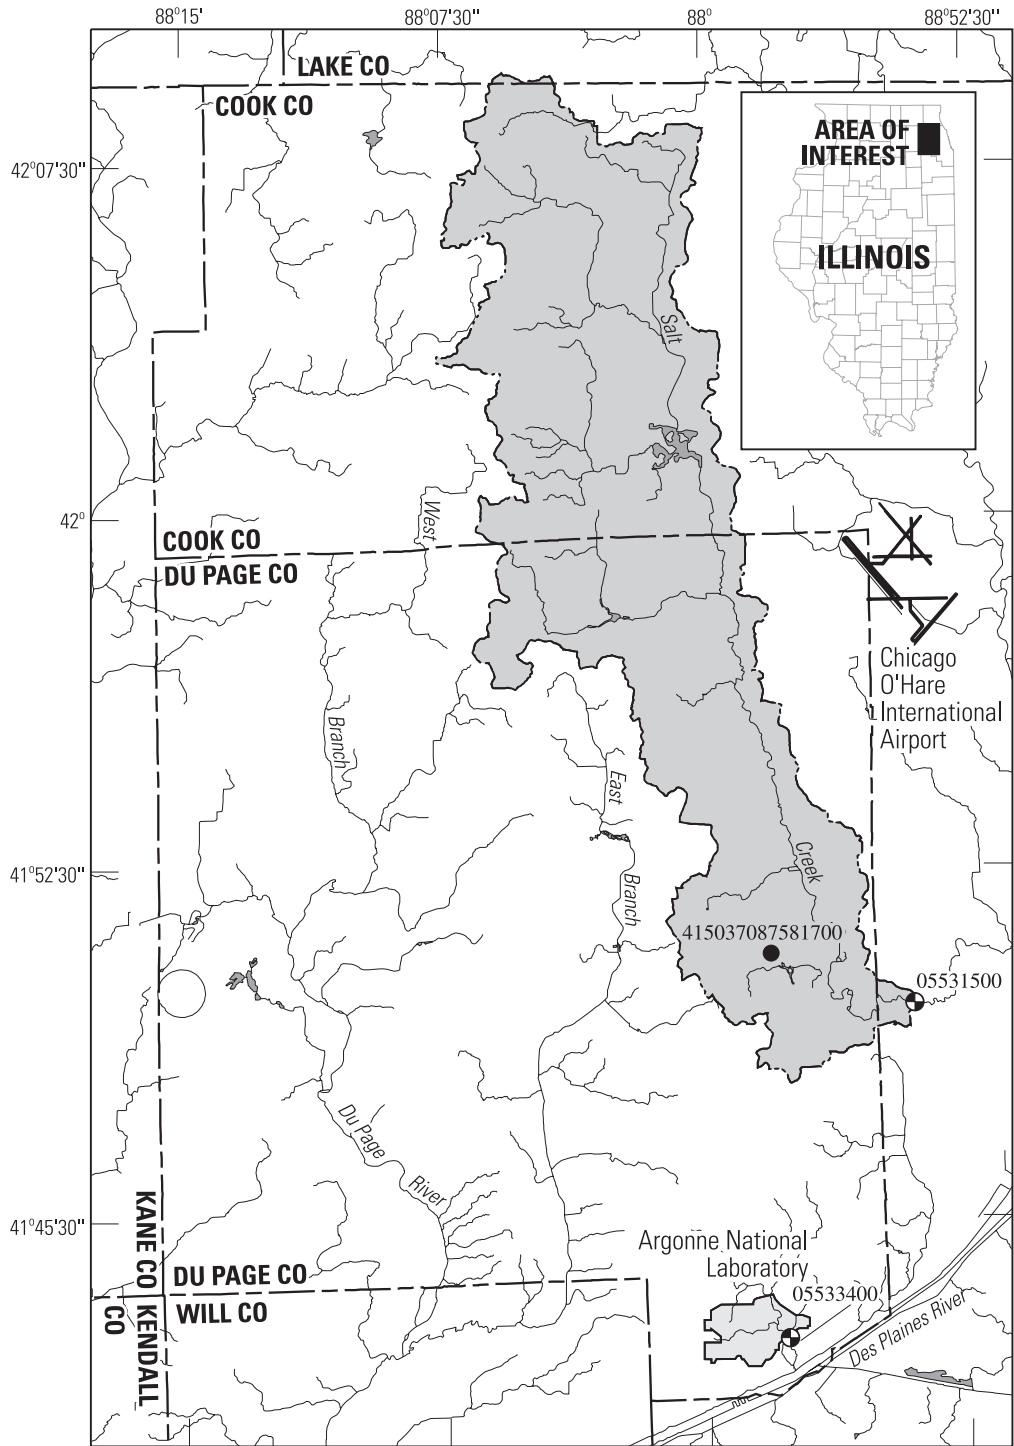 88°15'
88°07'30"
88°
88°52'30"
LAKE CO
COOK CO
AREA OF
INTEREST
ILLINOIS
42°07'30"
Salt
42°
West
COOK CO
DU PAGE CO
Chicago
O'Hare
International
Airport
Branch
East
Branch
Creek
41°52'30"
415037087581700
05531500
Du Page
River
41°45'30"
KANE CO
DU PAGE CO
WILL CO
KENDALL
CO
Argonne National
Laboratory
05533400
Des Plaines River